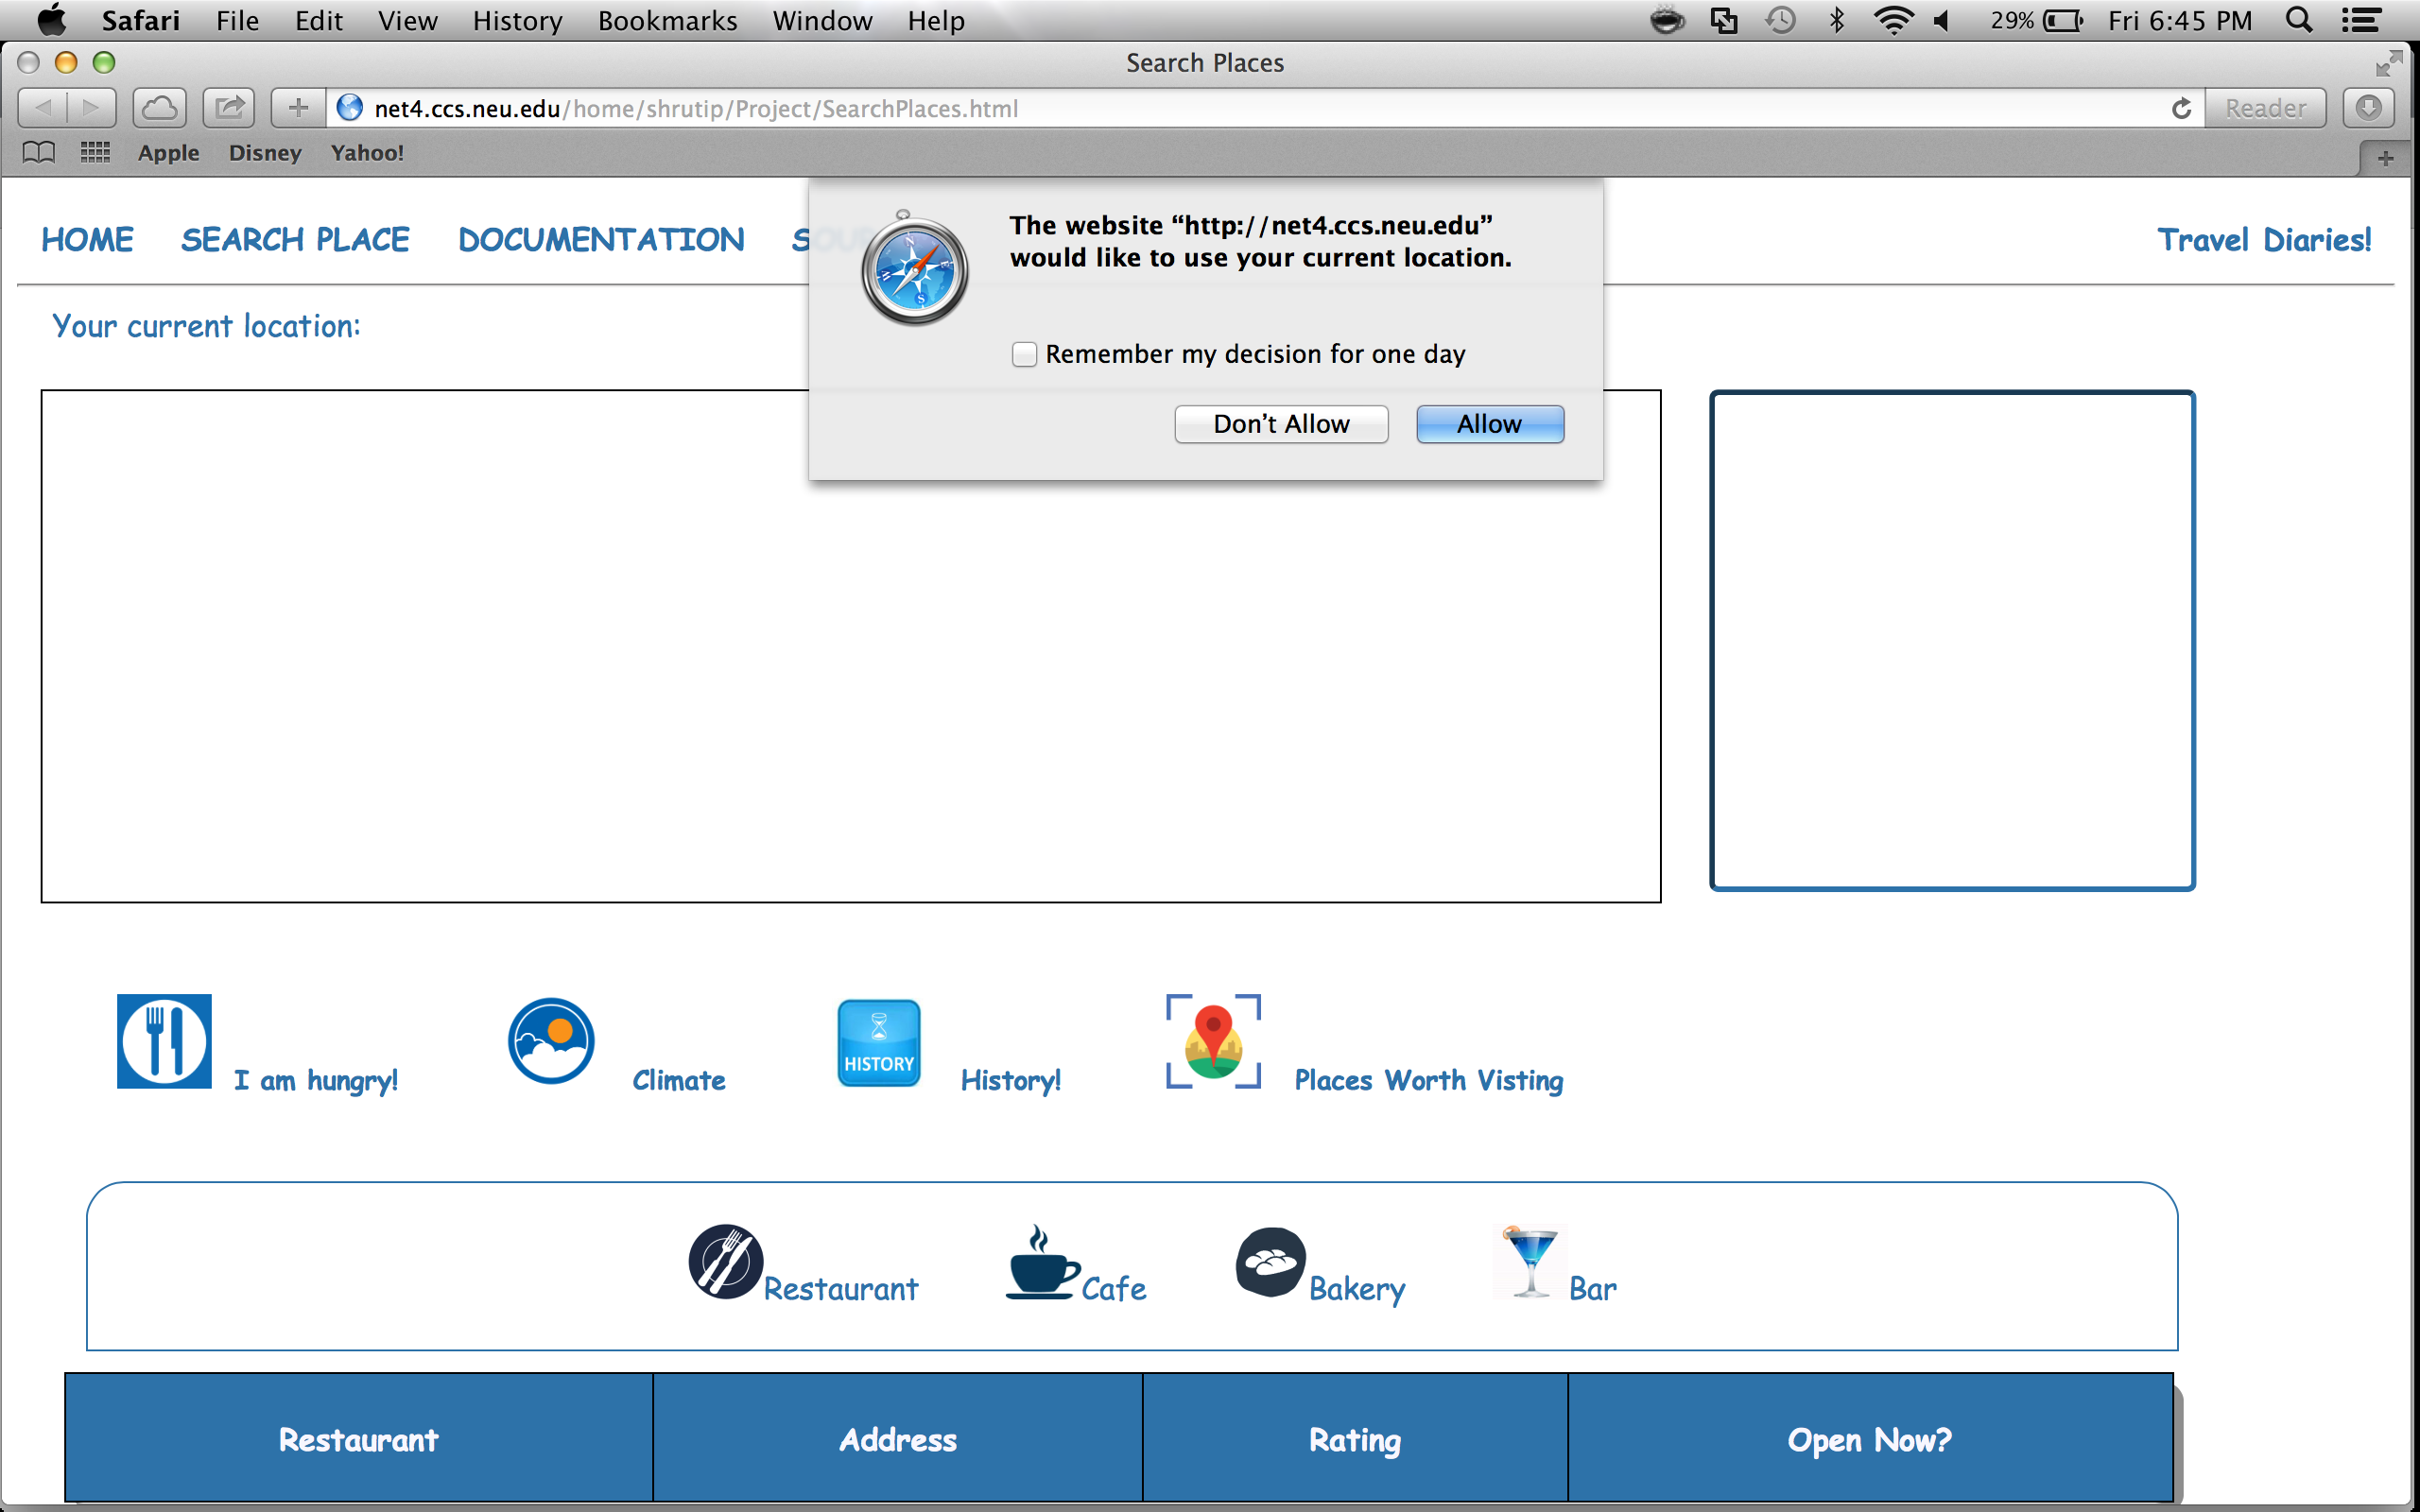 Safari File Edit View History Bookmarks Window Help 29% Fri 6:45 PM
Search Places
net4.ccs.neu.edu/home/shrutip/Project/SearchPlaces.html Reader
Apple Disney Yahoo!
HOME SEARCH PLACE DOCUMENTATION Travel Diaries!
The website “http://net4.ccs.neu.edu”
would like to use your current location.
Your current location:
Remember my decision for one day
Don’t Allow Allow
HISTORY
I am hungry! Climate History! Places Worth Visting
Restaurant Cafe Bakery Bar
Restaurant Address Rating Open Now?